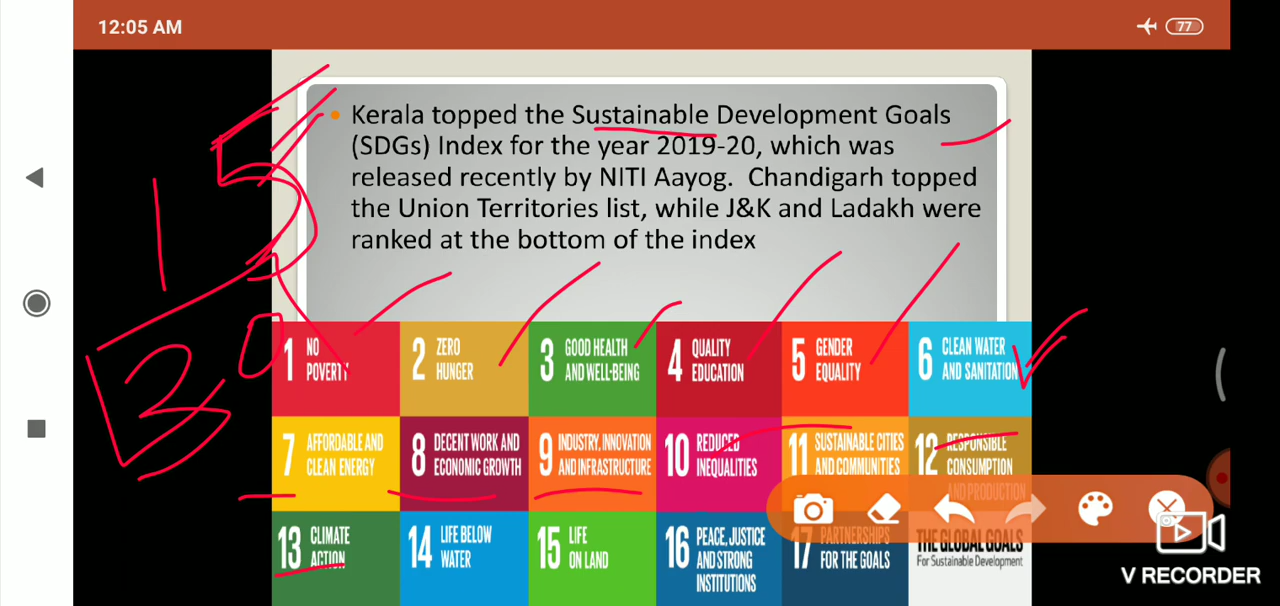 12:05 AM
77
• Kerala topped the Sustainable Development Goals
(SDGs) Index for the year 2019-20, which was
released recently by NITI Aayog. Chandigarh topped
the Union Territories list, while J&K and Ladakh were
ranked at the bottom of the index
15
30
1 NO
POVERTY
2 ZERO
HUNGER
3 GOOD HEALTH
AND WELL-BEING
4 QUALITY
EDUCATION
5 GENDER
EQUALITY
6 CLEAN WATER
AND SANITATION
7 AFFORDABLE AND
CLEAN ENERGY
8 DECENT WORK AND
ECONOMIC GROWTH
9 INDUSTRY, INNOVATION
AND INFRASTRUCTURE
10 REDUCED
INEQUALITIES
11 SUSTAINABLE CITIES
AND COMMUNITIES
12 RESPONSIBLE
CONSUMPTION
AND PRODUCTION
13 CLIMATE
ACTION
14 LIFE BELOW
WATER
15 LIFE
ON LAND
16 PEACE, JUSTICE
AND STRONG
INSTITUTIONS
17 PARTNERSHIPS
FOR THE GOALS
THE GLOBAL GOALS
For Sustainable Development
V RECORDER